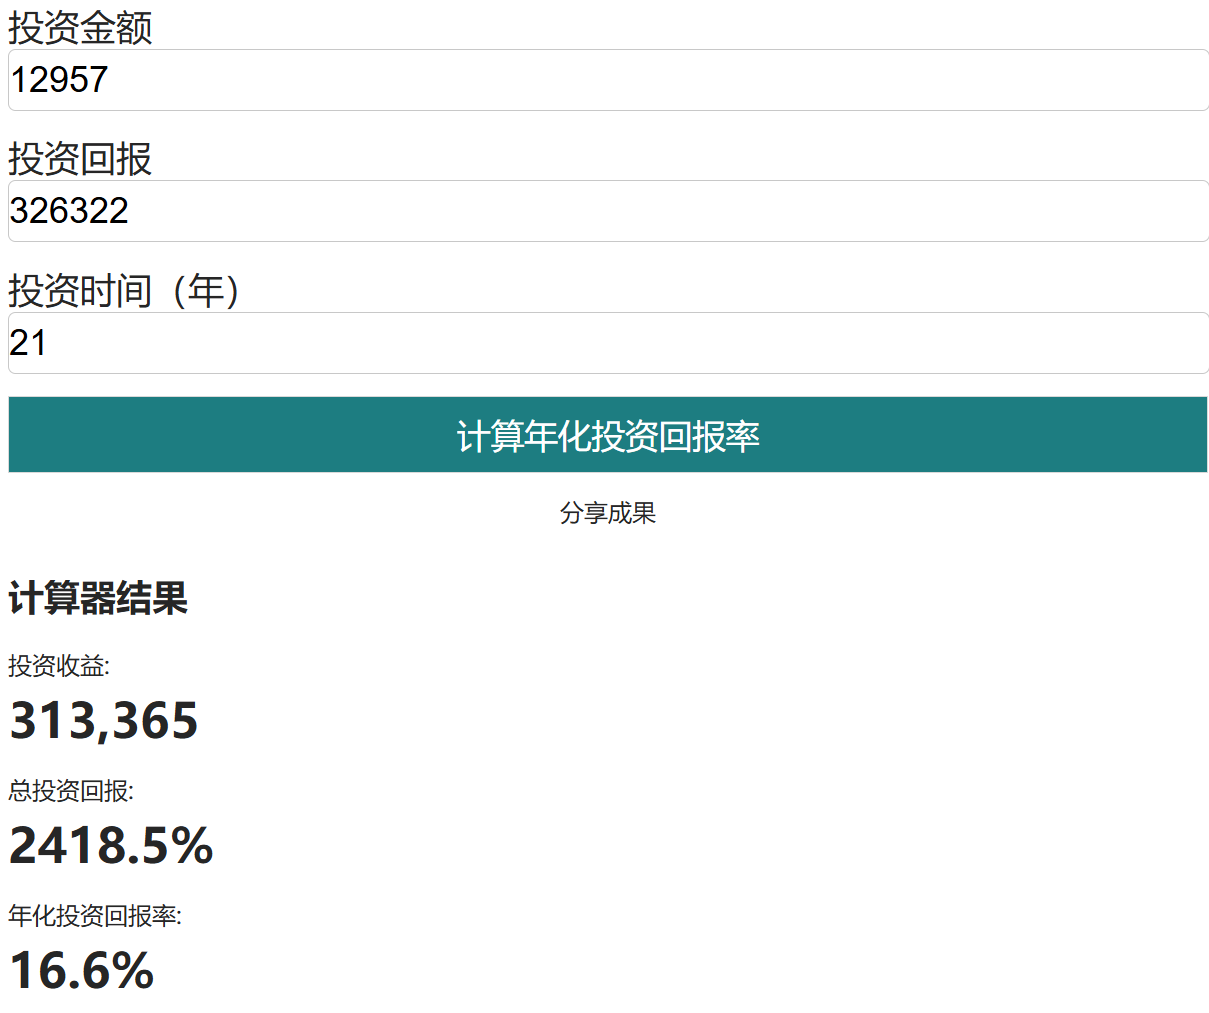 投资金额
12957
投资回报
326322
投资时间（年）
21
计算年化投资回报率
分享成果
计算器结果
投资收益:
313,365
总投资回报:
2418.5%
年化投资回报率:
16.6%